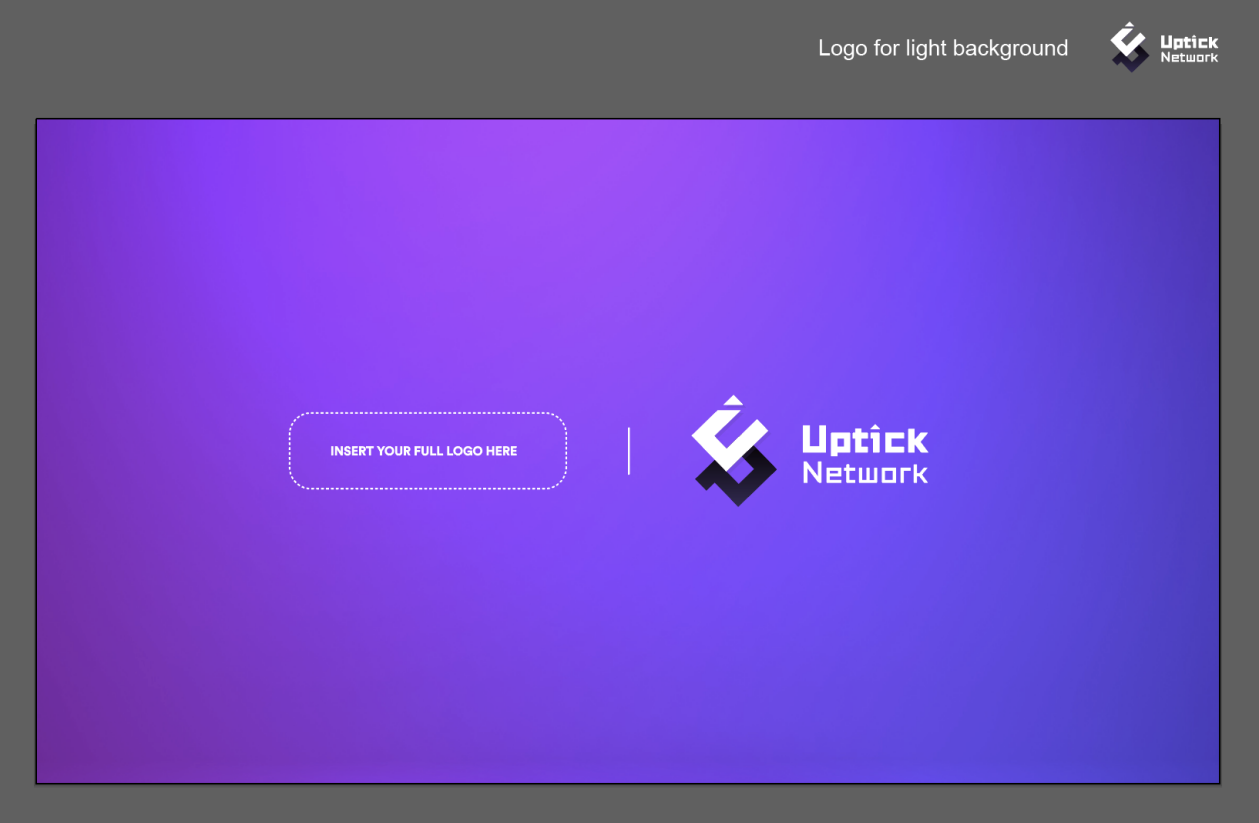 Logo for light background
Uptick
Network
INSERT YOUR FULL LOGO HERE
Uptick
Network